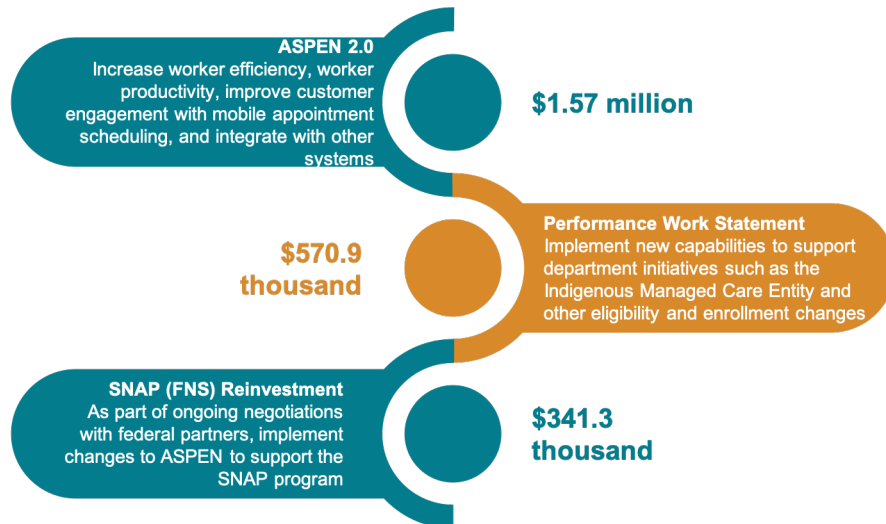 ASPEN 2.0
Increase worker efficiency, worker
productivity, improve customer
engagement with mobile appointment
scheduling, and integrate with other
systems
$1.57 million
$570.9
thousand
Performance Work Statement
Implement new capabilities to support
department initiatives such as the
Indigenous Managed Care Entity and
other eligibility and enrollment changes
SNAP (FNS) Reinvestment
As part of ongoing negotiations
with federal partners, implement
changes to ASPEN to support the
SNAP program
$341.3
thousand